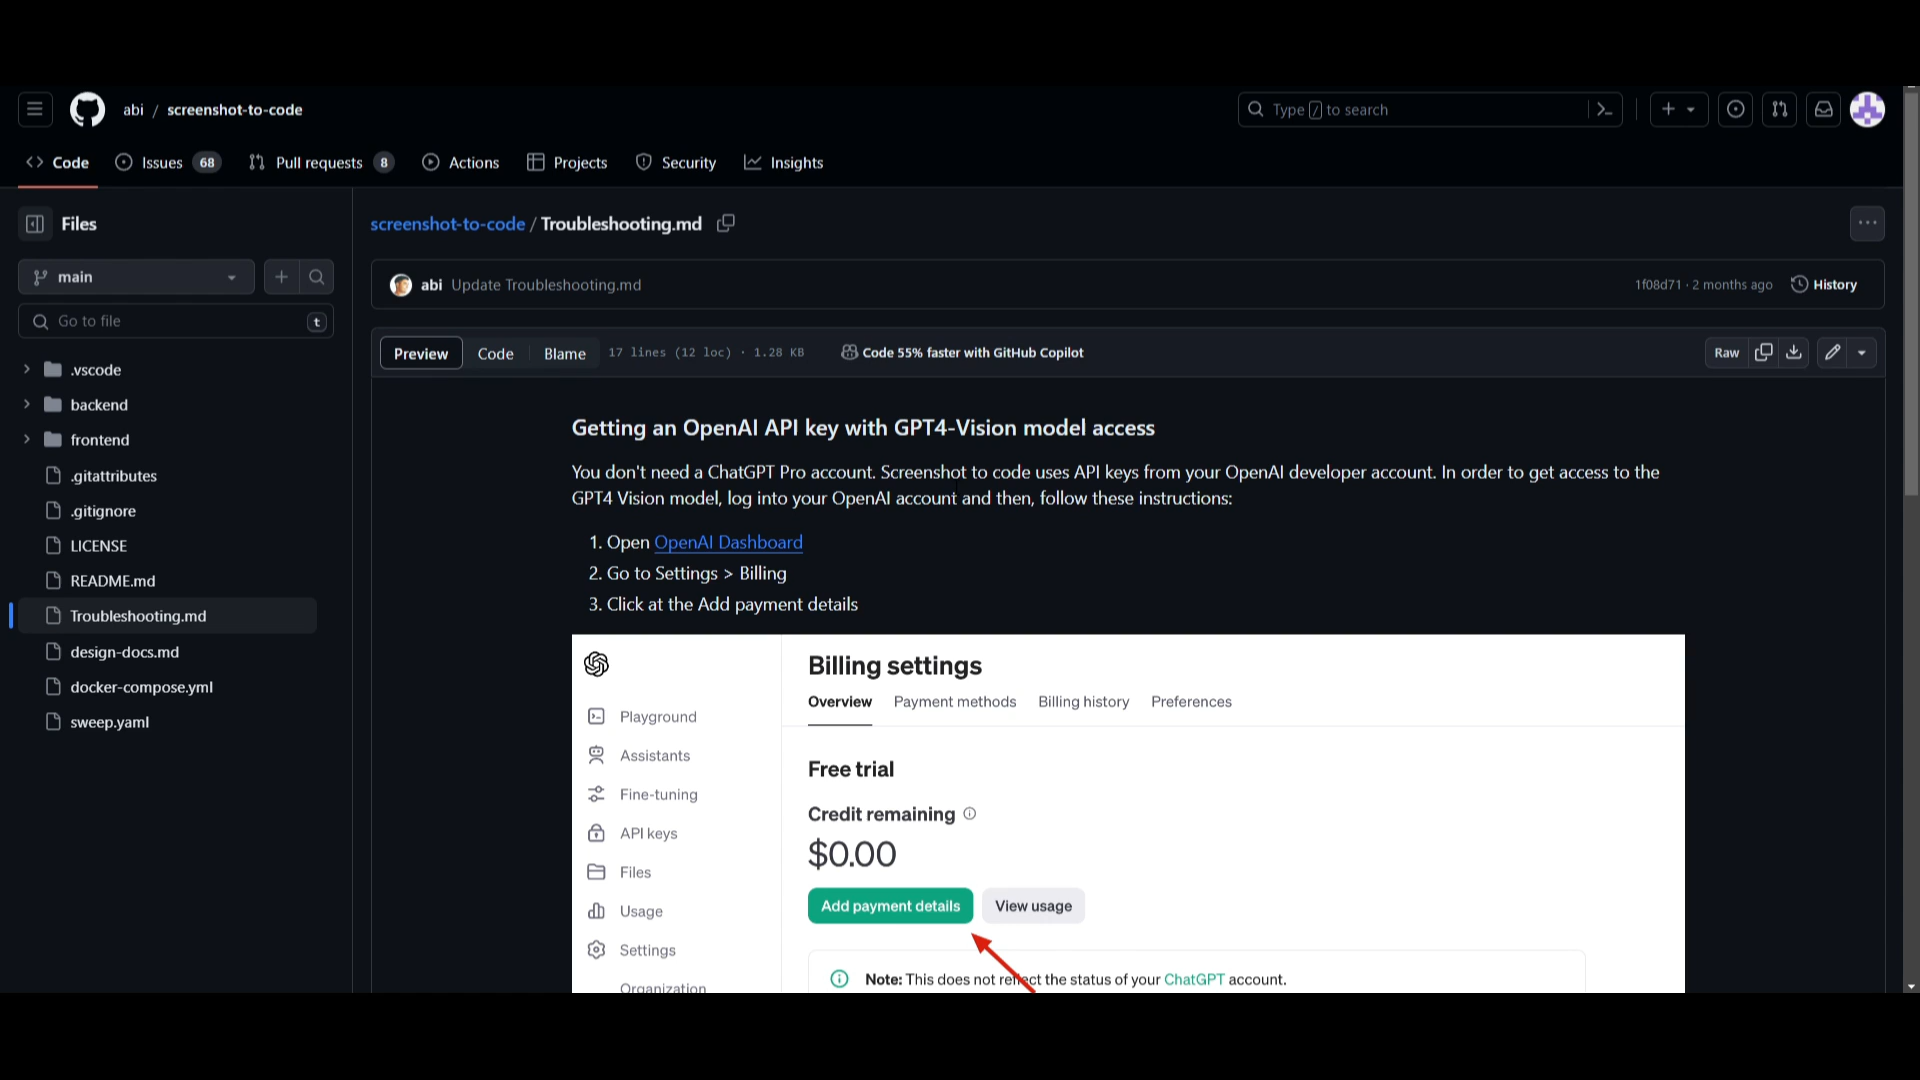 abi / screenshot-to-code
Type / to search
Code
Issues 68
Pull requests 8
Actions
Projects
Security
Insights
Files
main
Go to file
t
.vscode
backend
frontend
.gitattributes
.gitignore
LICENSE
README.md
Troubleshooting.md
design-docs.md
docker-compose.yml
sweep.yaml
screenshot-to-code / Troubleshooting.md
abi Update Troubleshooting.md
1f08d71 · 2 months ago
History
Preview
Code
Blame
17 lines (12 loc) · 1.28 KB
Code 55% faster with GitHub Copilot
Raw
Getting an OpenAI API key with GPT4-Vision model access
You don't need a ChatGPT Pro account. Screenshot to code uses API keys from your OpenAI developer account. In order to get access to the
GPT4 Vision model, log into your OpenAI account and then, follow these instructions:
1. Open OpenAI Dashboard
2. Go to Settings > Billing
3. Click at the Add payment details
Playground
Assistants
Fine-tuning
API keys
Files
Usage
Settings
Organization
Billing settings
Overview
Payment methods
Billing history
Preferences
Free trial
Credit remaining
$0.00
Add payment details
View usage
Note: This does not reflect the status of your ChatGPT account.